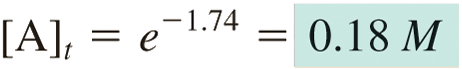 [A]ₜ = e⁻¹·⁷⁴ = 0.18 M